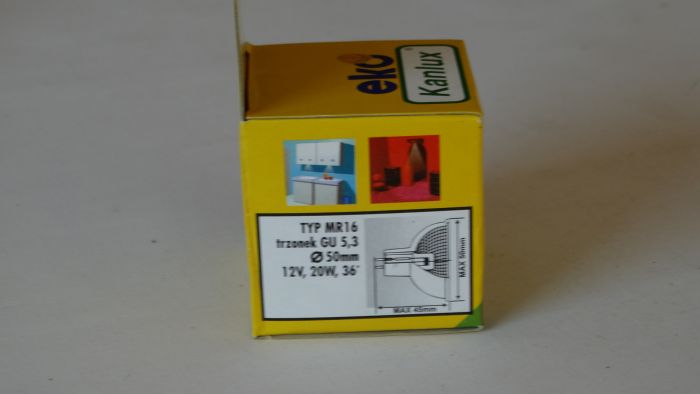 eko
Kanlux
TYP MR16
trzonek GU 5,3
Ø 50mm
12V, 20W, 36°
MAX 50mm
MAX 45mm